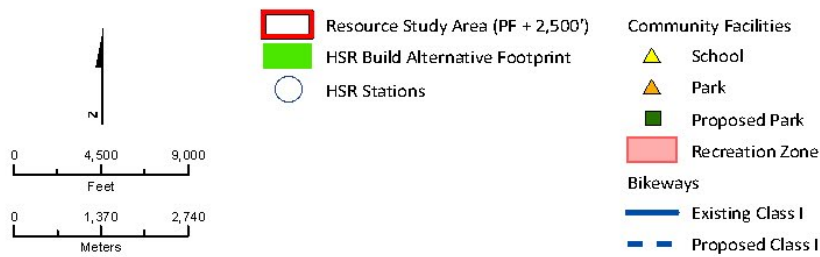 N
0 4,500 9,000
Feet
0 1,370 2,740
Meters
Resource Study Area (PF + 2,500')
HSR Build Alternative Footprint
HSR Stations
Community Facilities
School
Park
Proposed Park
Recreation Zone
Bikeways
Existing Class I
Proposed Class I